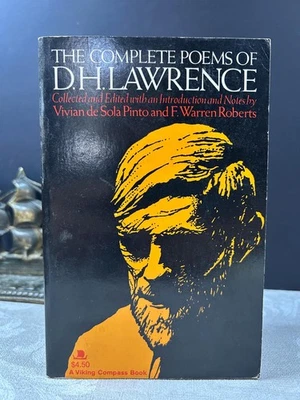 THE COMPLETE POEMS OF
D.H. LAWRENCE
Collected and Edited with an Introduction and Notes by
Vivian de Sola Pinto and F. Warren Roberts
$4.50
A Viking Compass Book